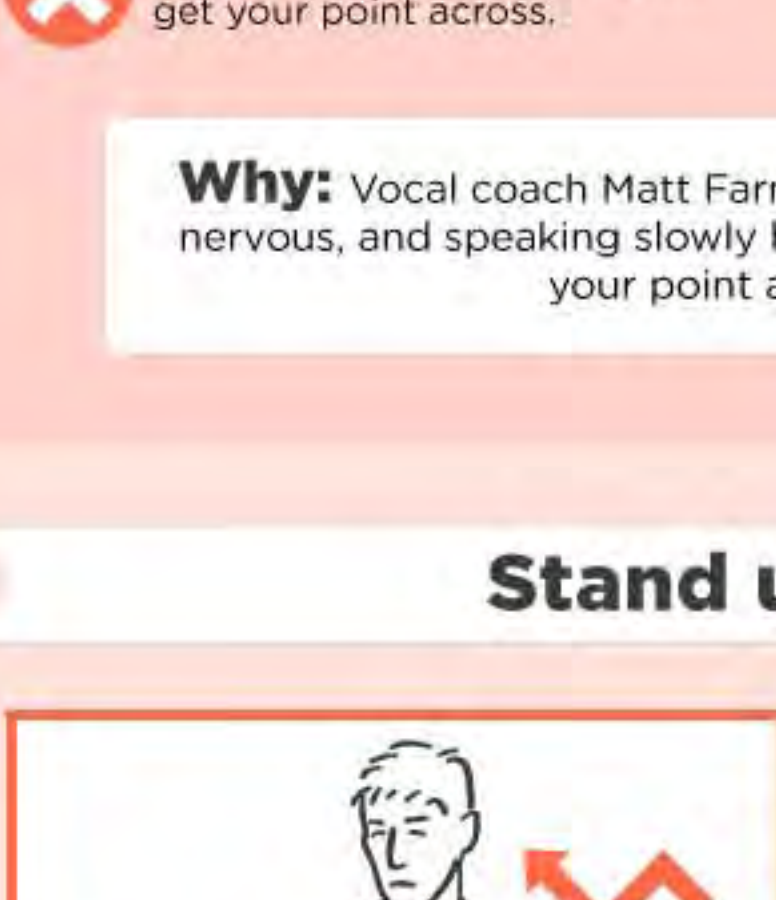 get your point across.
Why: Vocal coach Matt
nervous, and speaking slowly
your point
Stand